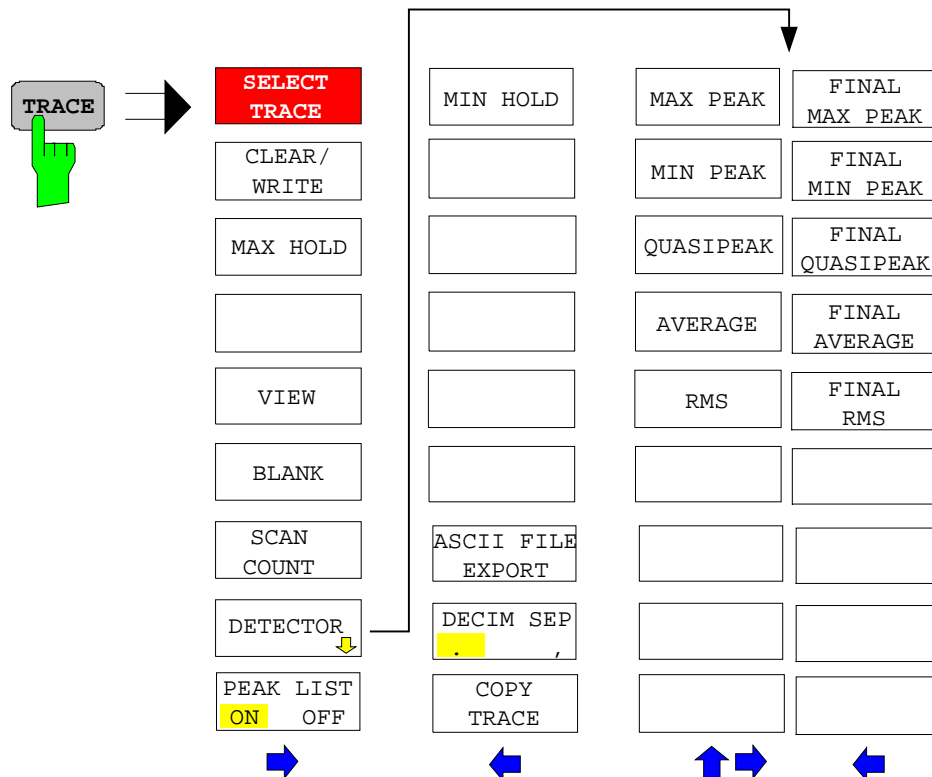 TRACE
SELECT
TRACE
CLEAR/
WRITE
MAX HOLD
VIEW
BLANK
SCAN
COUNT
DETECTOR
PEAK LIST
ON OFF
MIN HOLD
ASCII FILE
EXPORT
DECIM SEP
. ,
COPY
TRACE
MAX PEAK
MIN PEAK
QUASIPEAK
AVERAGE
RMS
FINAL
MAX PEAK
FINAL
MIN PEAK
FINAL
QUASIPEAK
FINAL
AVERAGE
FINAL
RMS